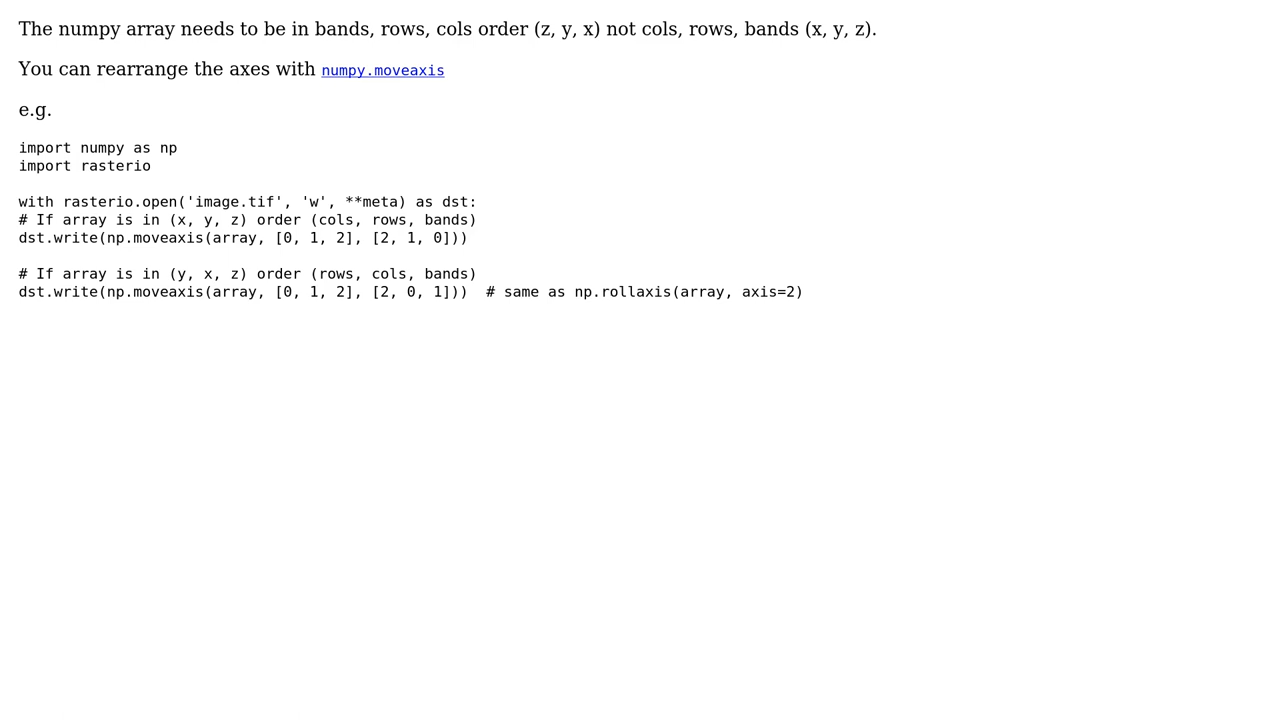 The numpy array needs to be in bands, rows, cols order (z, y, x) not cols, rows, bands (x, y, z).
You can rearrange the axes with numpy.moveaxis
e.g.
import numpy as np
import rasterio
with rasterio.open('image.tif', 'w', **meta) as dst:
# If array is in (x, y, z) order (cols, rows, bands)
dst.write(np.moveaxis(array, [0, 1, 2], [2, 1, 0]))
# If array is in (y, x, z) order (rows, cols, bands)
dst.write(np.moveaxis(array, [0, 1, 2], [2, 0, 1]))  # same as np.rollaxis(array, axis=2)